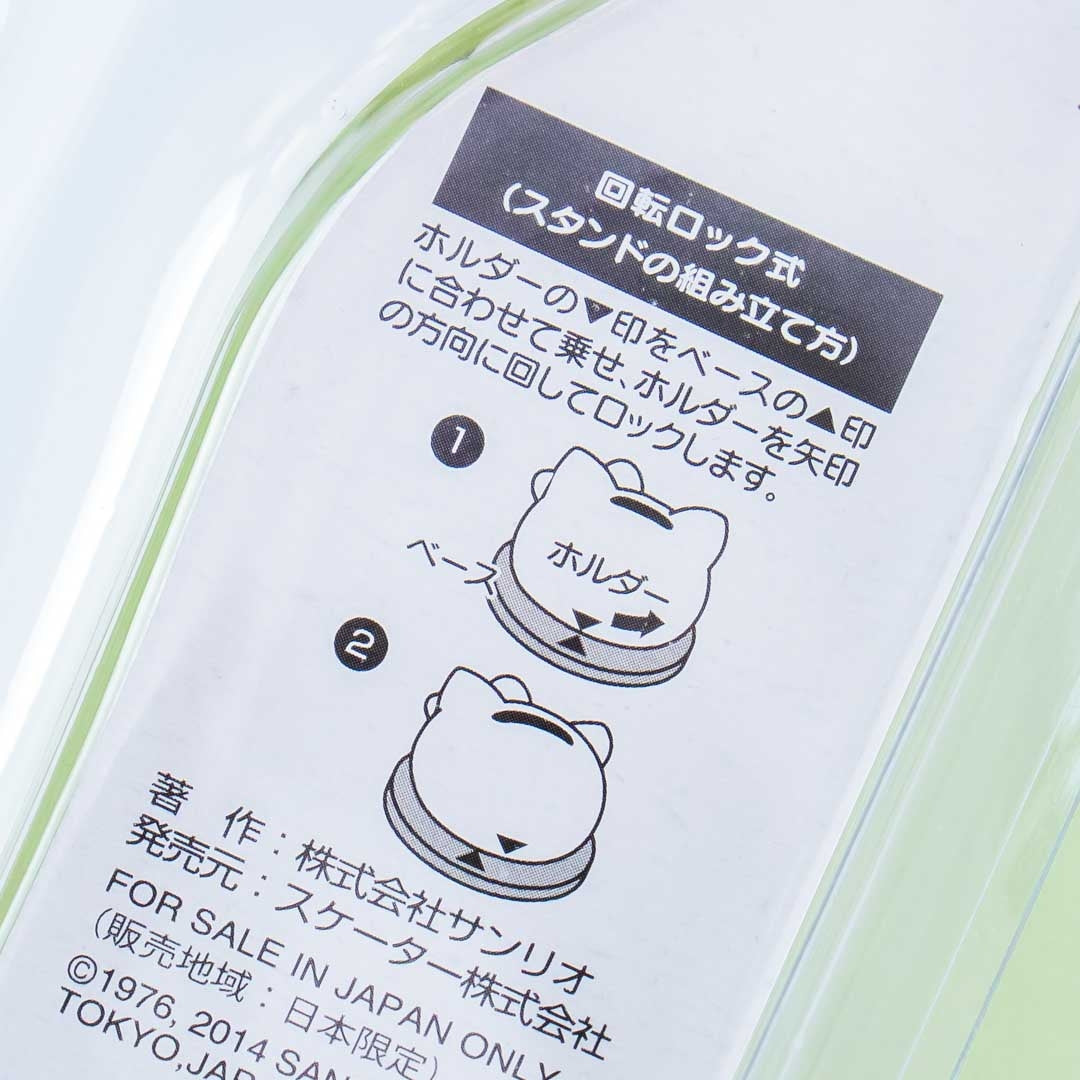 回転ロック式
(スタンドの組み立て方)
ホルダーの▼印をベースの▲印
に合わせて乗せ、ホルダーを矢印
の方向に回してロックします。
1
ホルダー
ベース
2
著 作：株式会社サンリオ
発売元：スケーター株式会社
FOR SALE IN JAPAN ONLY
(販売地域：日本限定)
©1976, 2014
TOKYO,